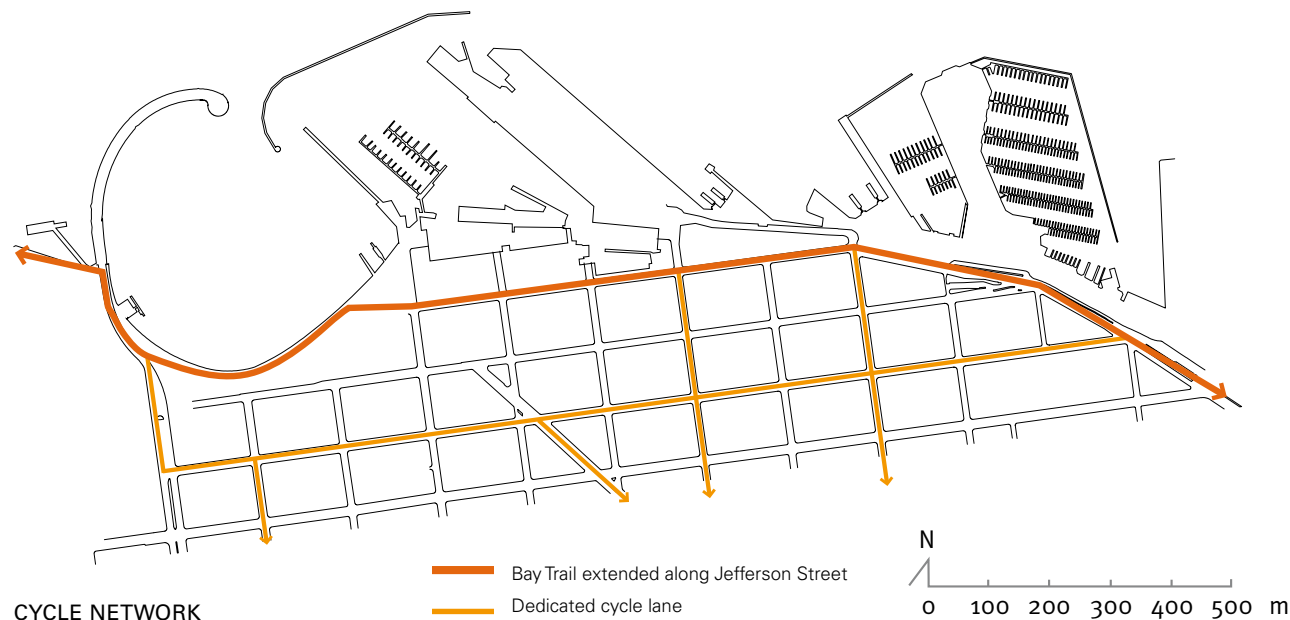 Bay Trail extended along Jefferson Street
Dedicated cycle lane
CYCLE NETWORK
N
0 100 200 300 400 500 m